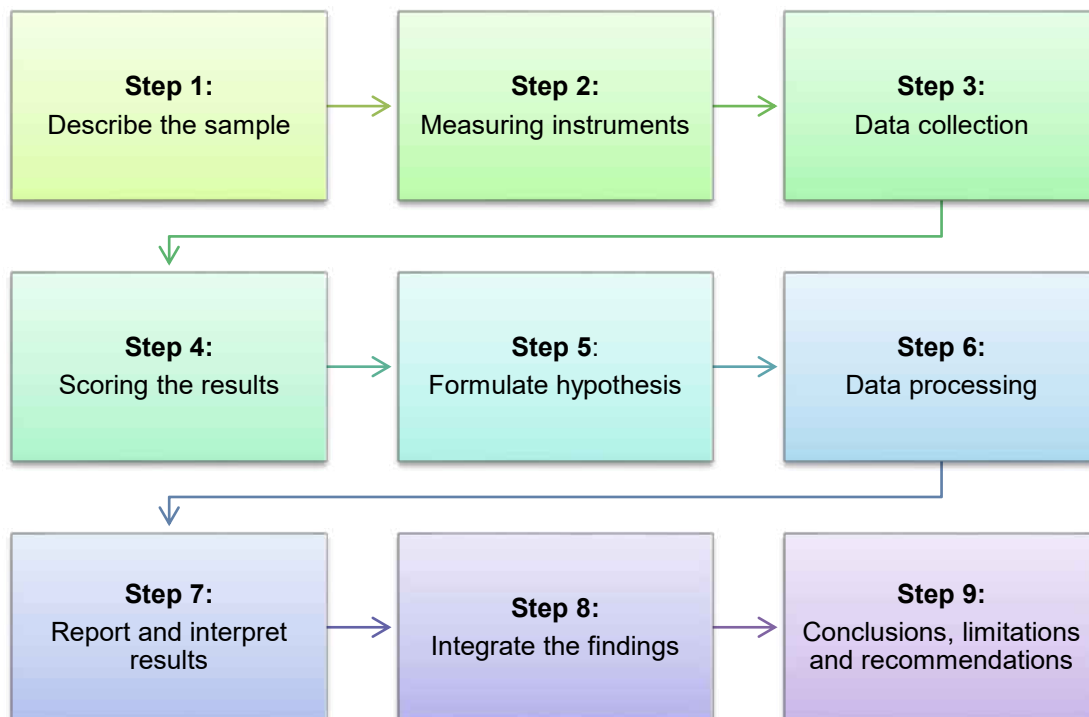 Step 1:
Describe the sample
Step 2:
Measuring instruments
Step 3:
Data collection
Step 4:
Scoring the results
Step 5:
Formulate hypothesis
Step 6:
Data processing
Step 7:
Report and interpret
results
Step 8:
Integrate the findings
Step 9:
Conclusions, limitations
and recommendations